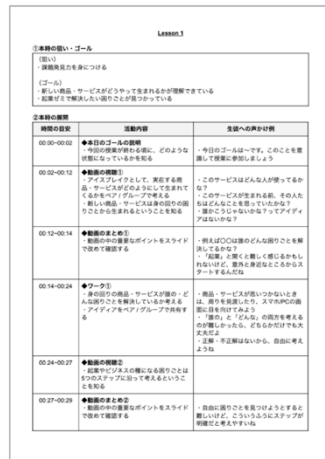 Lesson 1
①本時の狙い・ゴール
(狙い)
・課題発見力を身につける
(ゴール)
・新しい商品・サービスがどうやって生まれるかが理解できている
・起業ゼミで解決したい困りごとが見つかっている
②本時の展開
時間の目安 活動内容 生徒への声かけ例
00:00~00:02 ◆本日のゴールの説明
・今回の授業が終わる頃に、どのような
状態になっているかを知る
・今日のゴールは〜です。このことを意
識して授業に参加しましょう
00:02~00:12 ◆動画の視聴①
・アイスブレイクとして、実在する商
品・サービスがどのようにして生まれて
くるかをペア / グループで考える
・新しい商品・サービスは身の回りの困
りごとから生まれるということを知る
・このサービスはどんな人が使ってるか
な？
・このサービスが生まれる前、その人た
ちはどんなことを思っていたかな？
・誰かこうじゃないかな？ってアイディ
アはないかな？
00:12~00:14 ◆動画のまとめ①
・動画の中の重要なポイントをスライド
で改めて確認する
・例えば〇〇は誰のどんな困りごとを解
決してるかな？
・「起業」と聞くと難しく感じるかもし
れないけど、意外と身近なところからス
タートするんだね
00:14~00:24 ◆ワーク①
・身の回りの商品・サービスが誰の・ど
んな困りごとを解決しているか考える
・アイディアをペア / グループで共有す
る
・商品・サービスが思いつかないとき
は、周りを見渡したり、スマホ/PCの画
面に目を向けてみよう
・「誰の」と「どんな」の両方を考える
のが難しかったら、どちらかだけでも大
丈夫だよ
・正解・不正解はないから、自由に考え
ようね
00:24~00:27 ◆動画の視聴②
・起業やビジネスの種になる困りごとは
5つのステップに沿って考えるというこ
とを知る
00:27~00:29 ◆動画のまとめ②
・動画の中の重要なポイントをスライド
で改めて確認する
・自由に困りごとを見つけようとすると
難しいけど、こういうふうにステップが
明確だと考えやすいね